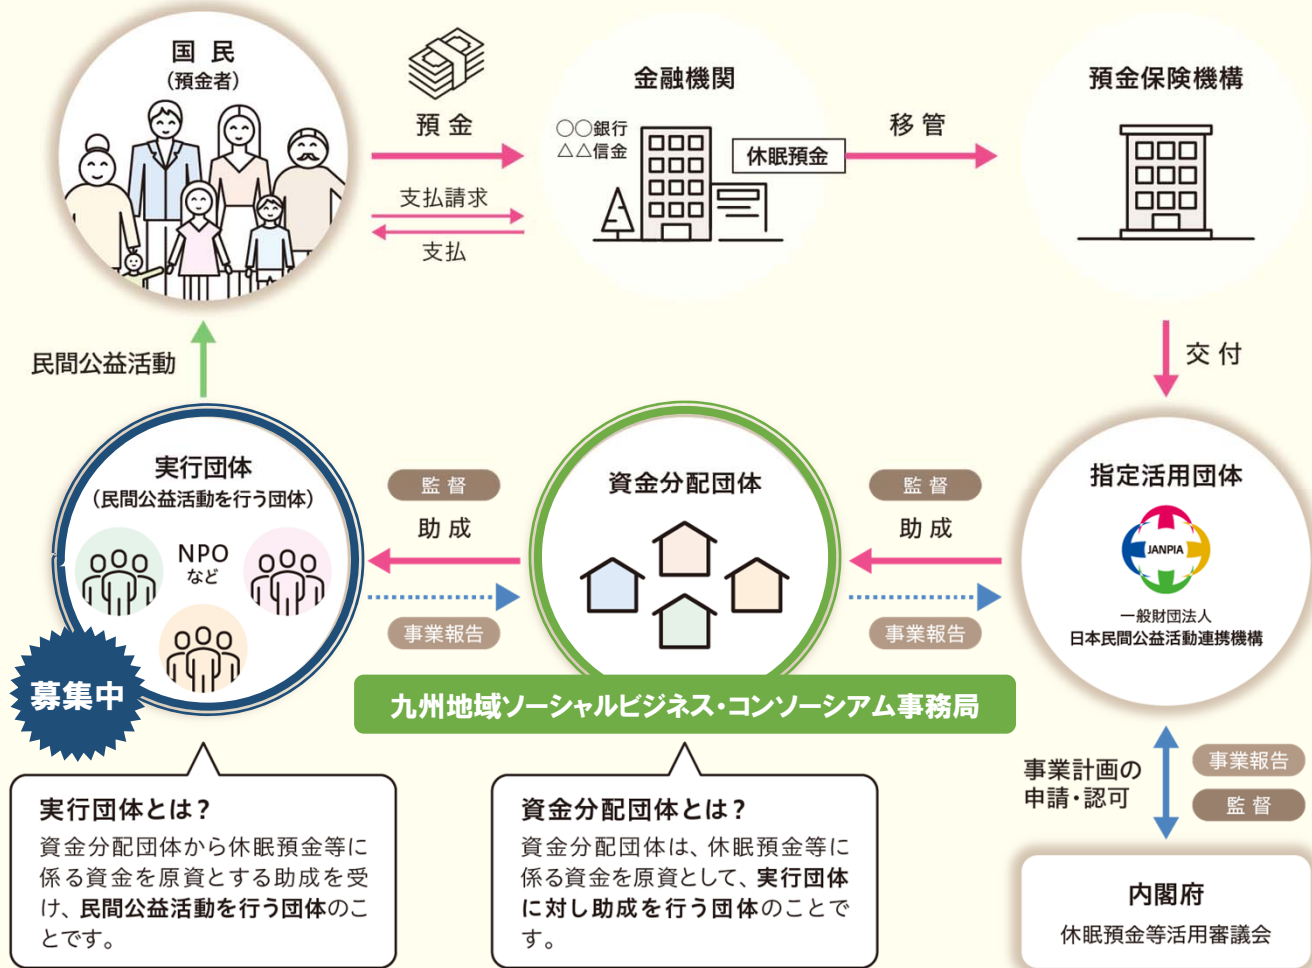 国 民
(預金者)
預 金
支払請求
支払
金融機関
○○銀行
△△信金
休眠預金
移 管
預金保険機構
民間公益活動
交 付
実行団体
(民間公益活動を行う団体)
NPO
など
募集中
監 督
助 成
事業報告
資金分配団体
九州地域ソーシャルビジネス・コンソーシアム事務局
監 督
助 成
事業報告
指定活用団体
JANPIA
一般財団法人
日本民間公益活動連携機構
事業計画の
申請・認可
事業報告
監 督
内閣府
休眠預金等活用審議会
実行団体とは?
資金分配団体から休眠預金等に
係る資金を原資とする助成を受
け、民間公益活動を行う団体のこ
とです。
資金分配団体とは?
資金分配団体は、休眠預金等に
係る資金を原資として、実行団体
に対し助成を行う団体のことで
す。